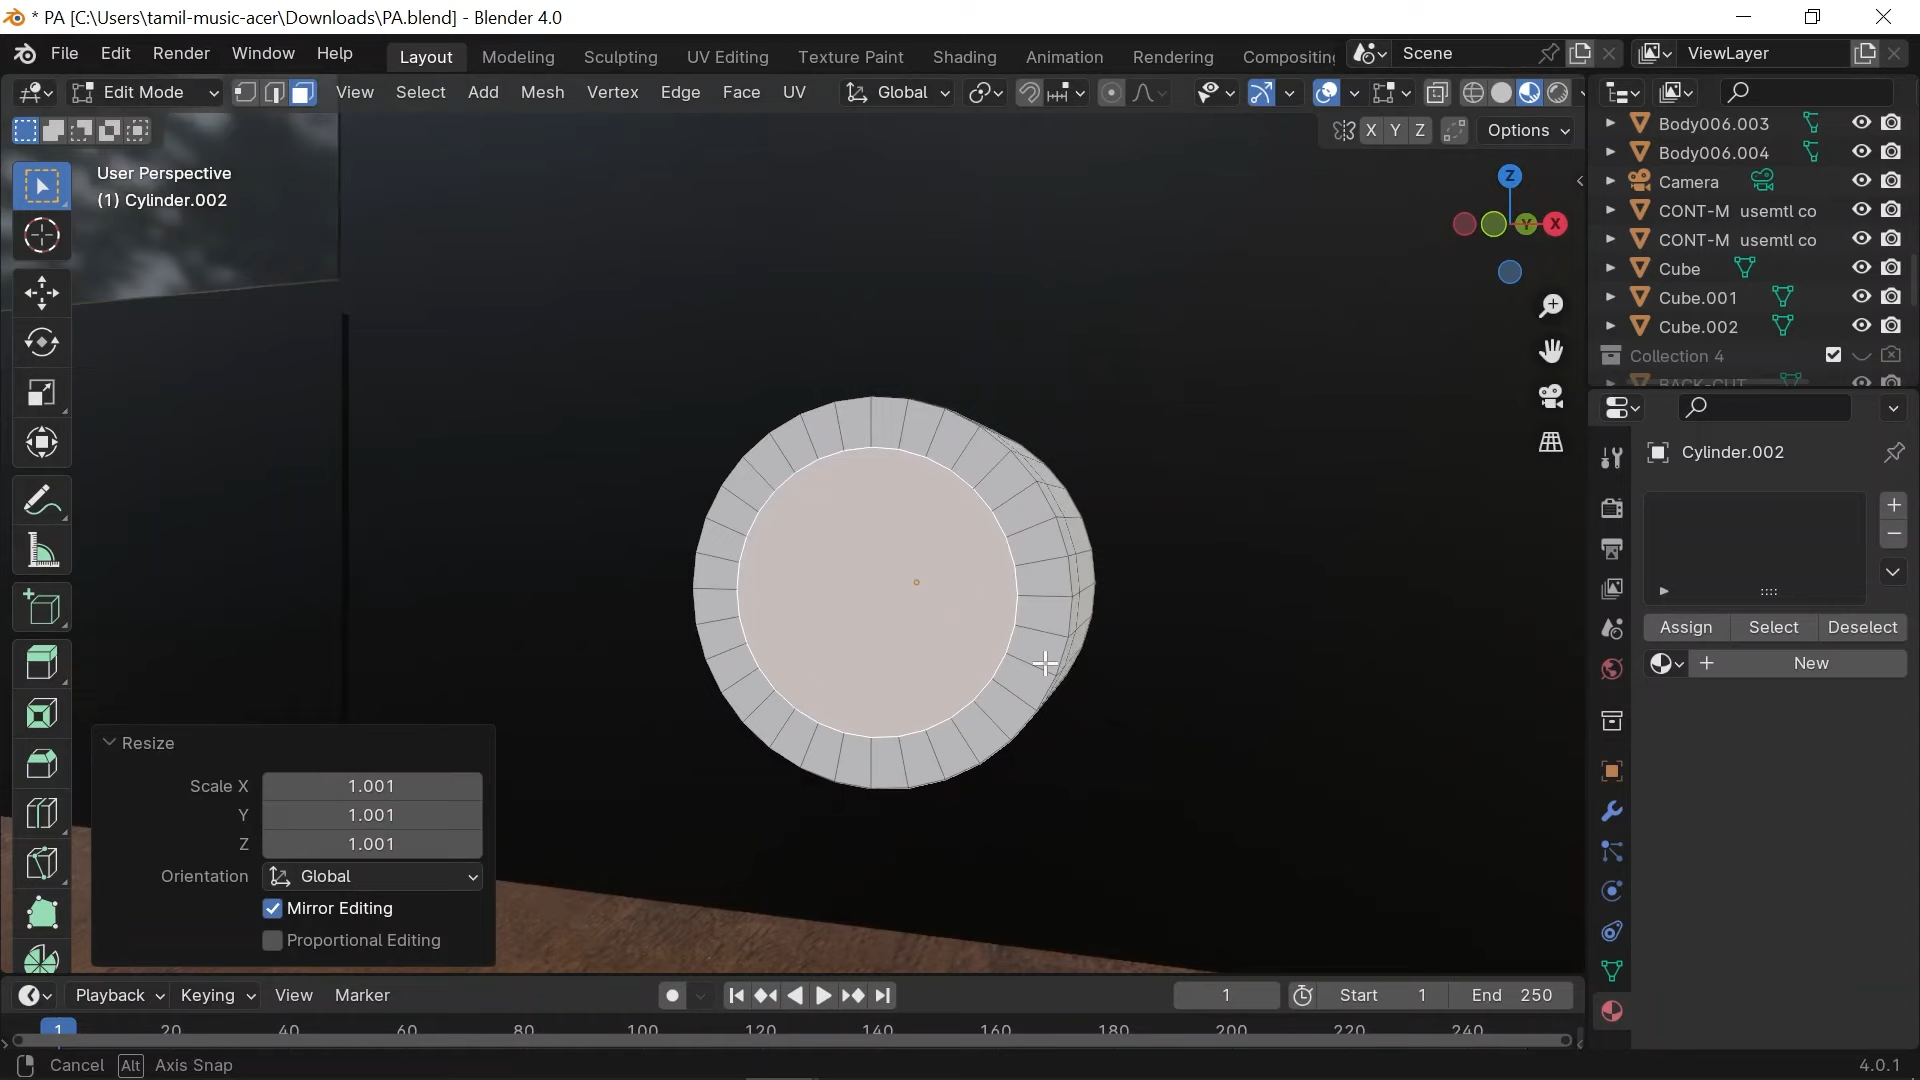 * PA [C:\Users\tamil-music-acer\Downloads\PA.blend] - Blender 4.0
File Edit Render Window Help
Layout Modeling Sculpting UV Editing Texture Paint Shading Animation Rendering
Scene
ViewLayer
Edit Mode View Select Add Mesh Vertex Edge Face UV Global
X Y Z Options
User Perspective
(1) Cylinder.002
Z
Y X
Body006.003
Body006.004
Camera
CONT-M usemtl co
CONT-M usemtl co
Cube
Cube.001
Cube.002
Collection 4
BACK-CUT
Cylinder.002
Assign Select Deselect
New
Resize
Scale X 1.001
Y 1.001
Z 1.001
Orientation Global
Mirror Editing
Proportional Editing
Playback Keying View Marker 1 Start 1 End 250
1 20 40 60 80 100 120 140 160 180 200 220 240
Cancel Alt Axis Snap 4.0.1